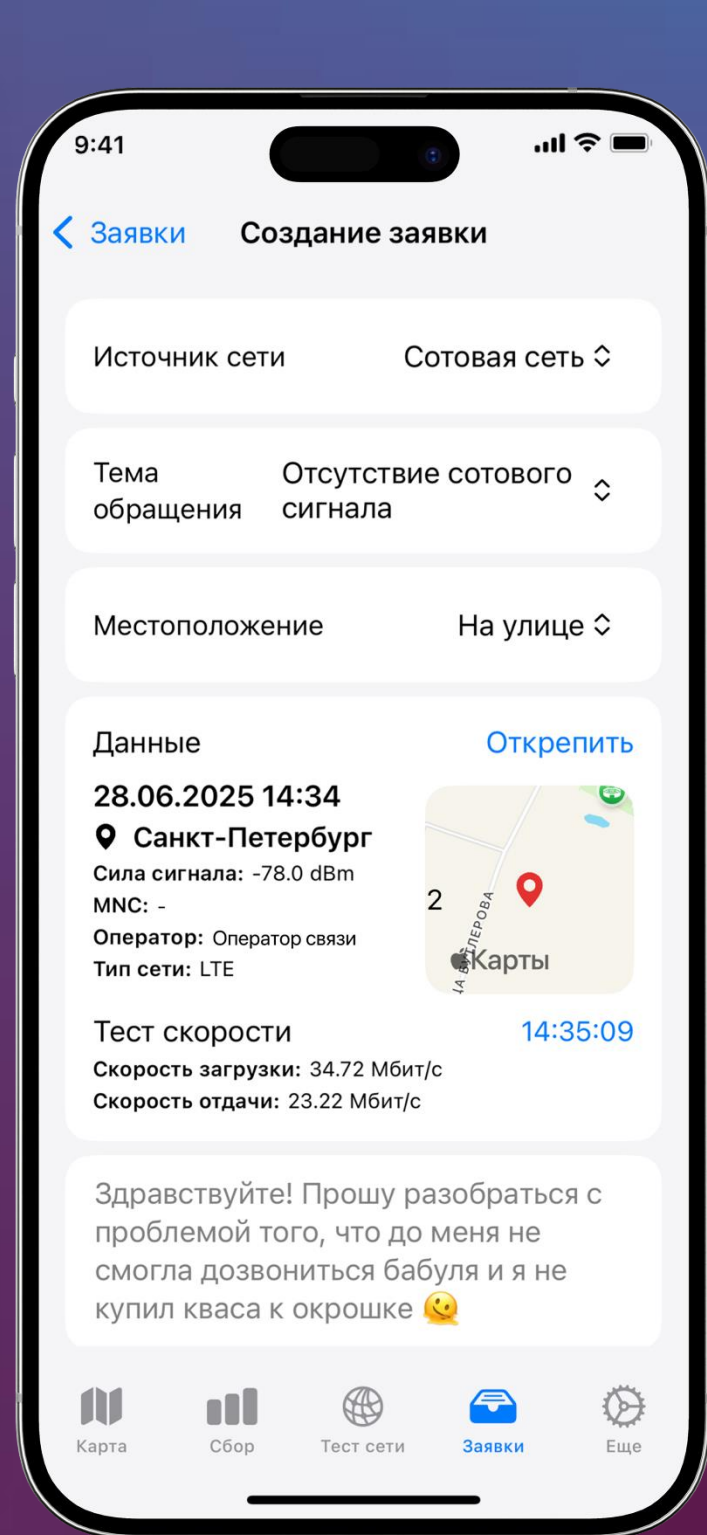 9:41
Заявки Создание заявки
Источник сети Сотовая сеть
Тема обращения Отсутствие сотового сигнала
Местоположение На улице
Данные Открепить
28.06.2025 14:34
Санкт-Петербург
Сила сигнала: -78.0 dBm
MNC: -
Оператор: Оператор связи
Тип сети: LTE
2
Карты
Тест скорости 14:35:09
Скорость загрузки: 34.72 Мбит/с
Скорость отдачи: 23.22 Мбит/с
Здравствуйте! Прошу разобраться с
проблемой того, что до меня не
смогла дозвониться бабуля и я не
купил кваса к окрошке 🫠
Карта Сбор Тест сети Заявки Еще